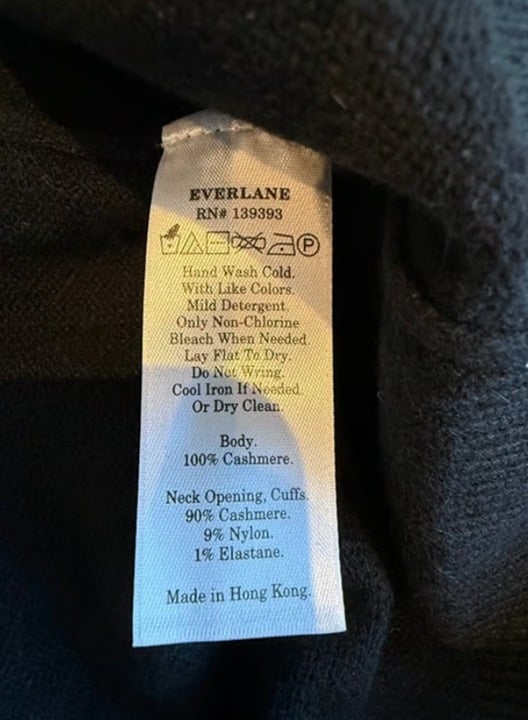 EVERLANE
RN# 139393
P
Hand Wash Cold.
With Like Colors.
Mild Detergent.
Only Non-Chlorine
Bleach When Needed.
Lay Flat To Dry.
Do Not Wring.
Cool Iron If Needed.
Or Dry Clean.
Body.
100% Cashmere.
Neck Opening, Cuffs.
90% Cashmere.
9% Nylon.
1% Elastane.
Made in Hong Kong.